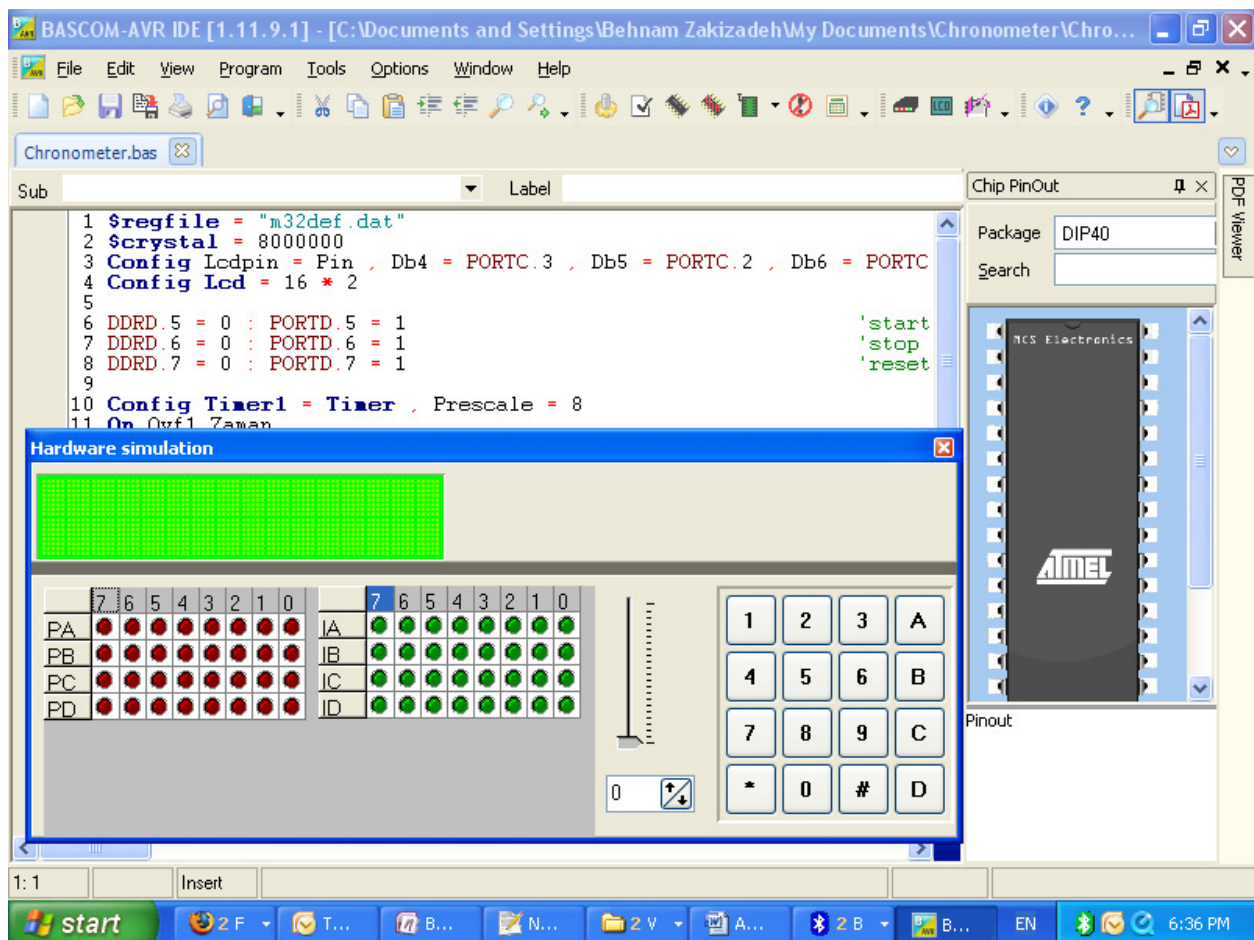 BASCOM-AVR IDE [1.11.9.1] - [C:\Documents and Settings\Behnam Zakizadeh\My Documents\Chronometer\Chro...
File Edit View Program Tools Options Window Help
Chronometer.bas
Sub Label
1 $regfile = "m32def.dat"
2 $crystal = 8000000
3 Config Lcdpin = Pin , Db4 = PORTC.3 , Db5 = PORTC.2 , Db6 = PORTC
4 Config Lcd = 16 * 2
5
6 DDRD.5 = 0 : PORTD.5 = 1 'start
7 DDRD.6 = 0 : PORTD.6 = 1 'stop
8 DDRD.7 = 0 : PORTD.7 = 1 'reset
9
10 Config Timer1 = Timer , Prescale = 8
11 On Ovf1 Zaman
Chip PinOut
Package DIP40
Search
PDF Viewer
MCS Electronics
ATMEL
Pinout
Hardware simulation
7 6 5 4 3 2 1 0 7 6 5 4 3 2 1 0
PA IA
PB IB
PC IC
PD ID
0
1 2 3 A
4 5 6 B
7 8 9 C
* 0 # D
1: 1 Insert
start 2 F T... B... N... 2 V A... 2 B B... EN 6:36 PM